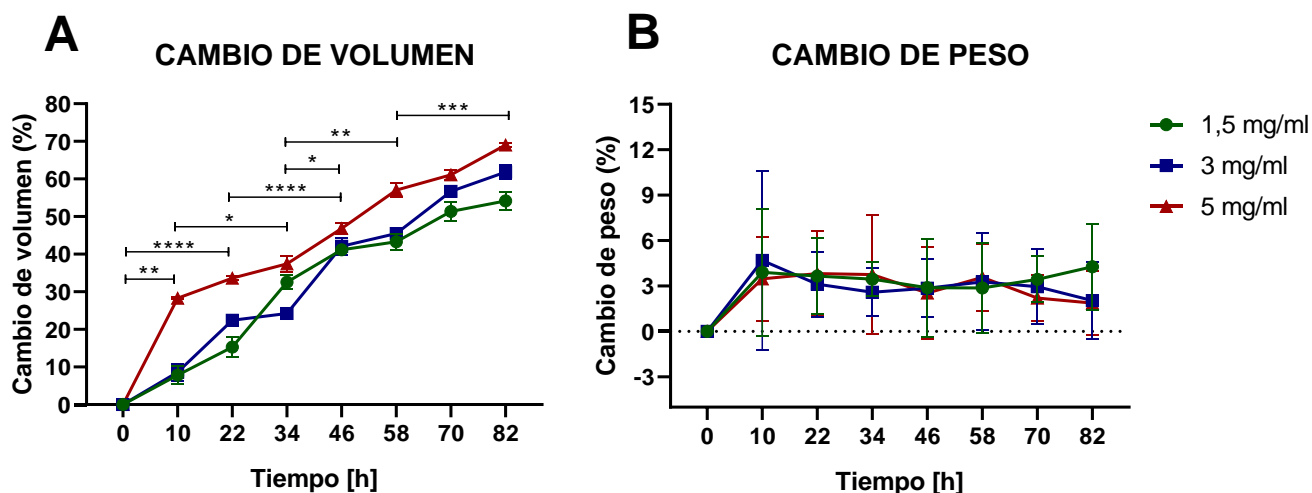 A
CAMBIO DE VOLUMEN
Cambio de volumen (%)
80
70
60
50
40
30
20
10
0
**
****
*
****
*
**
***
0 10 22 34 46 58 70 82
Tiempo [h]
B
CAMBIO DE PESO
Cambio de peso (%)
15
12
9
6
3
0
-3
0 10 22 34 46 58 70 82
Tiempo [h]
1,5 mg/ml
3 mg/ml
5 mg/ml